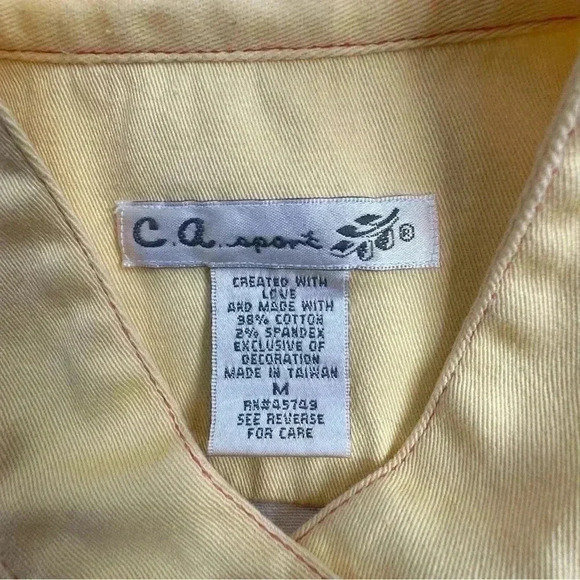 C.A. sport ®
CREATED WITH
LOVE
AND MADE WITH
98% COTTON
2% SPANDEX
EXCLUSIVE OF
DECORATION
MADE IN TAIWAN
M
RN#45749
SEE REVERSE
FOR CARE